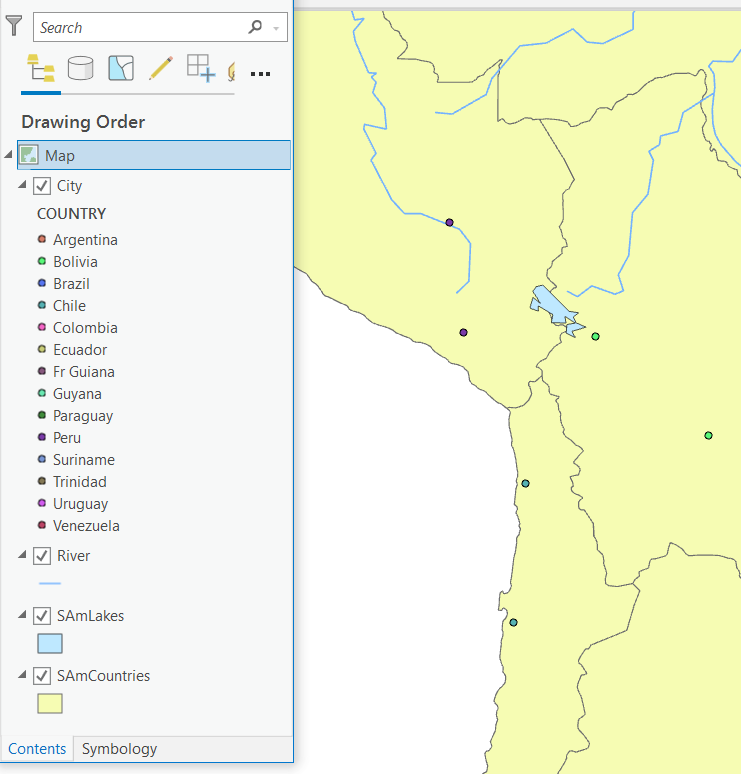 Search
Drawing Order
Map
City
COUNTRY
Argentina
Bolivia
Brazil
Chile
Colombia
Ecuador
Fr Guiana
Guyana
Paraguay
Peru
Suriname
Trinidad
Uruguay
Venezuela
River
SAmLakes
SAmCountries
Contents Symbology